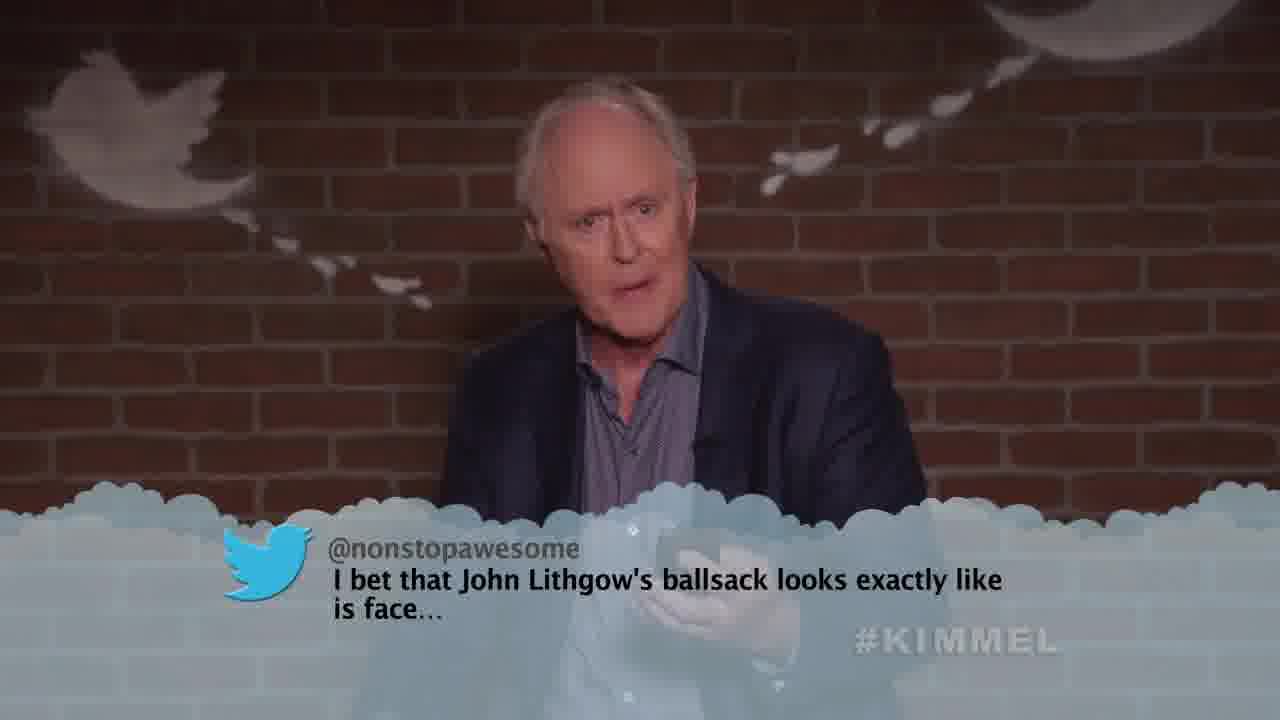 @nonstopawesome
I bet that John Lithgow's ballsack looks exactly like
is face...
#KIMMEL